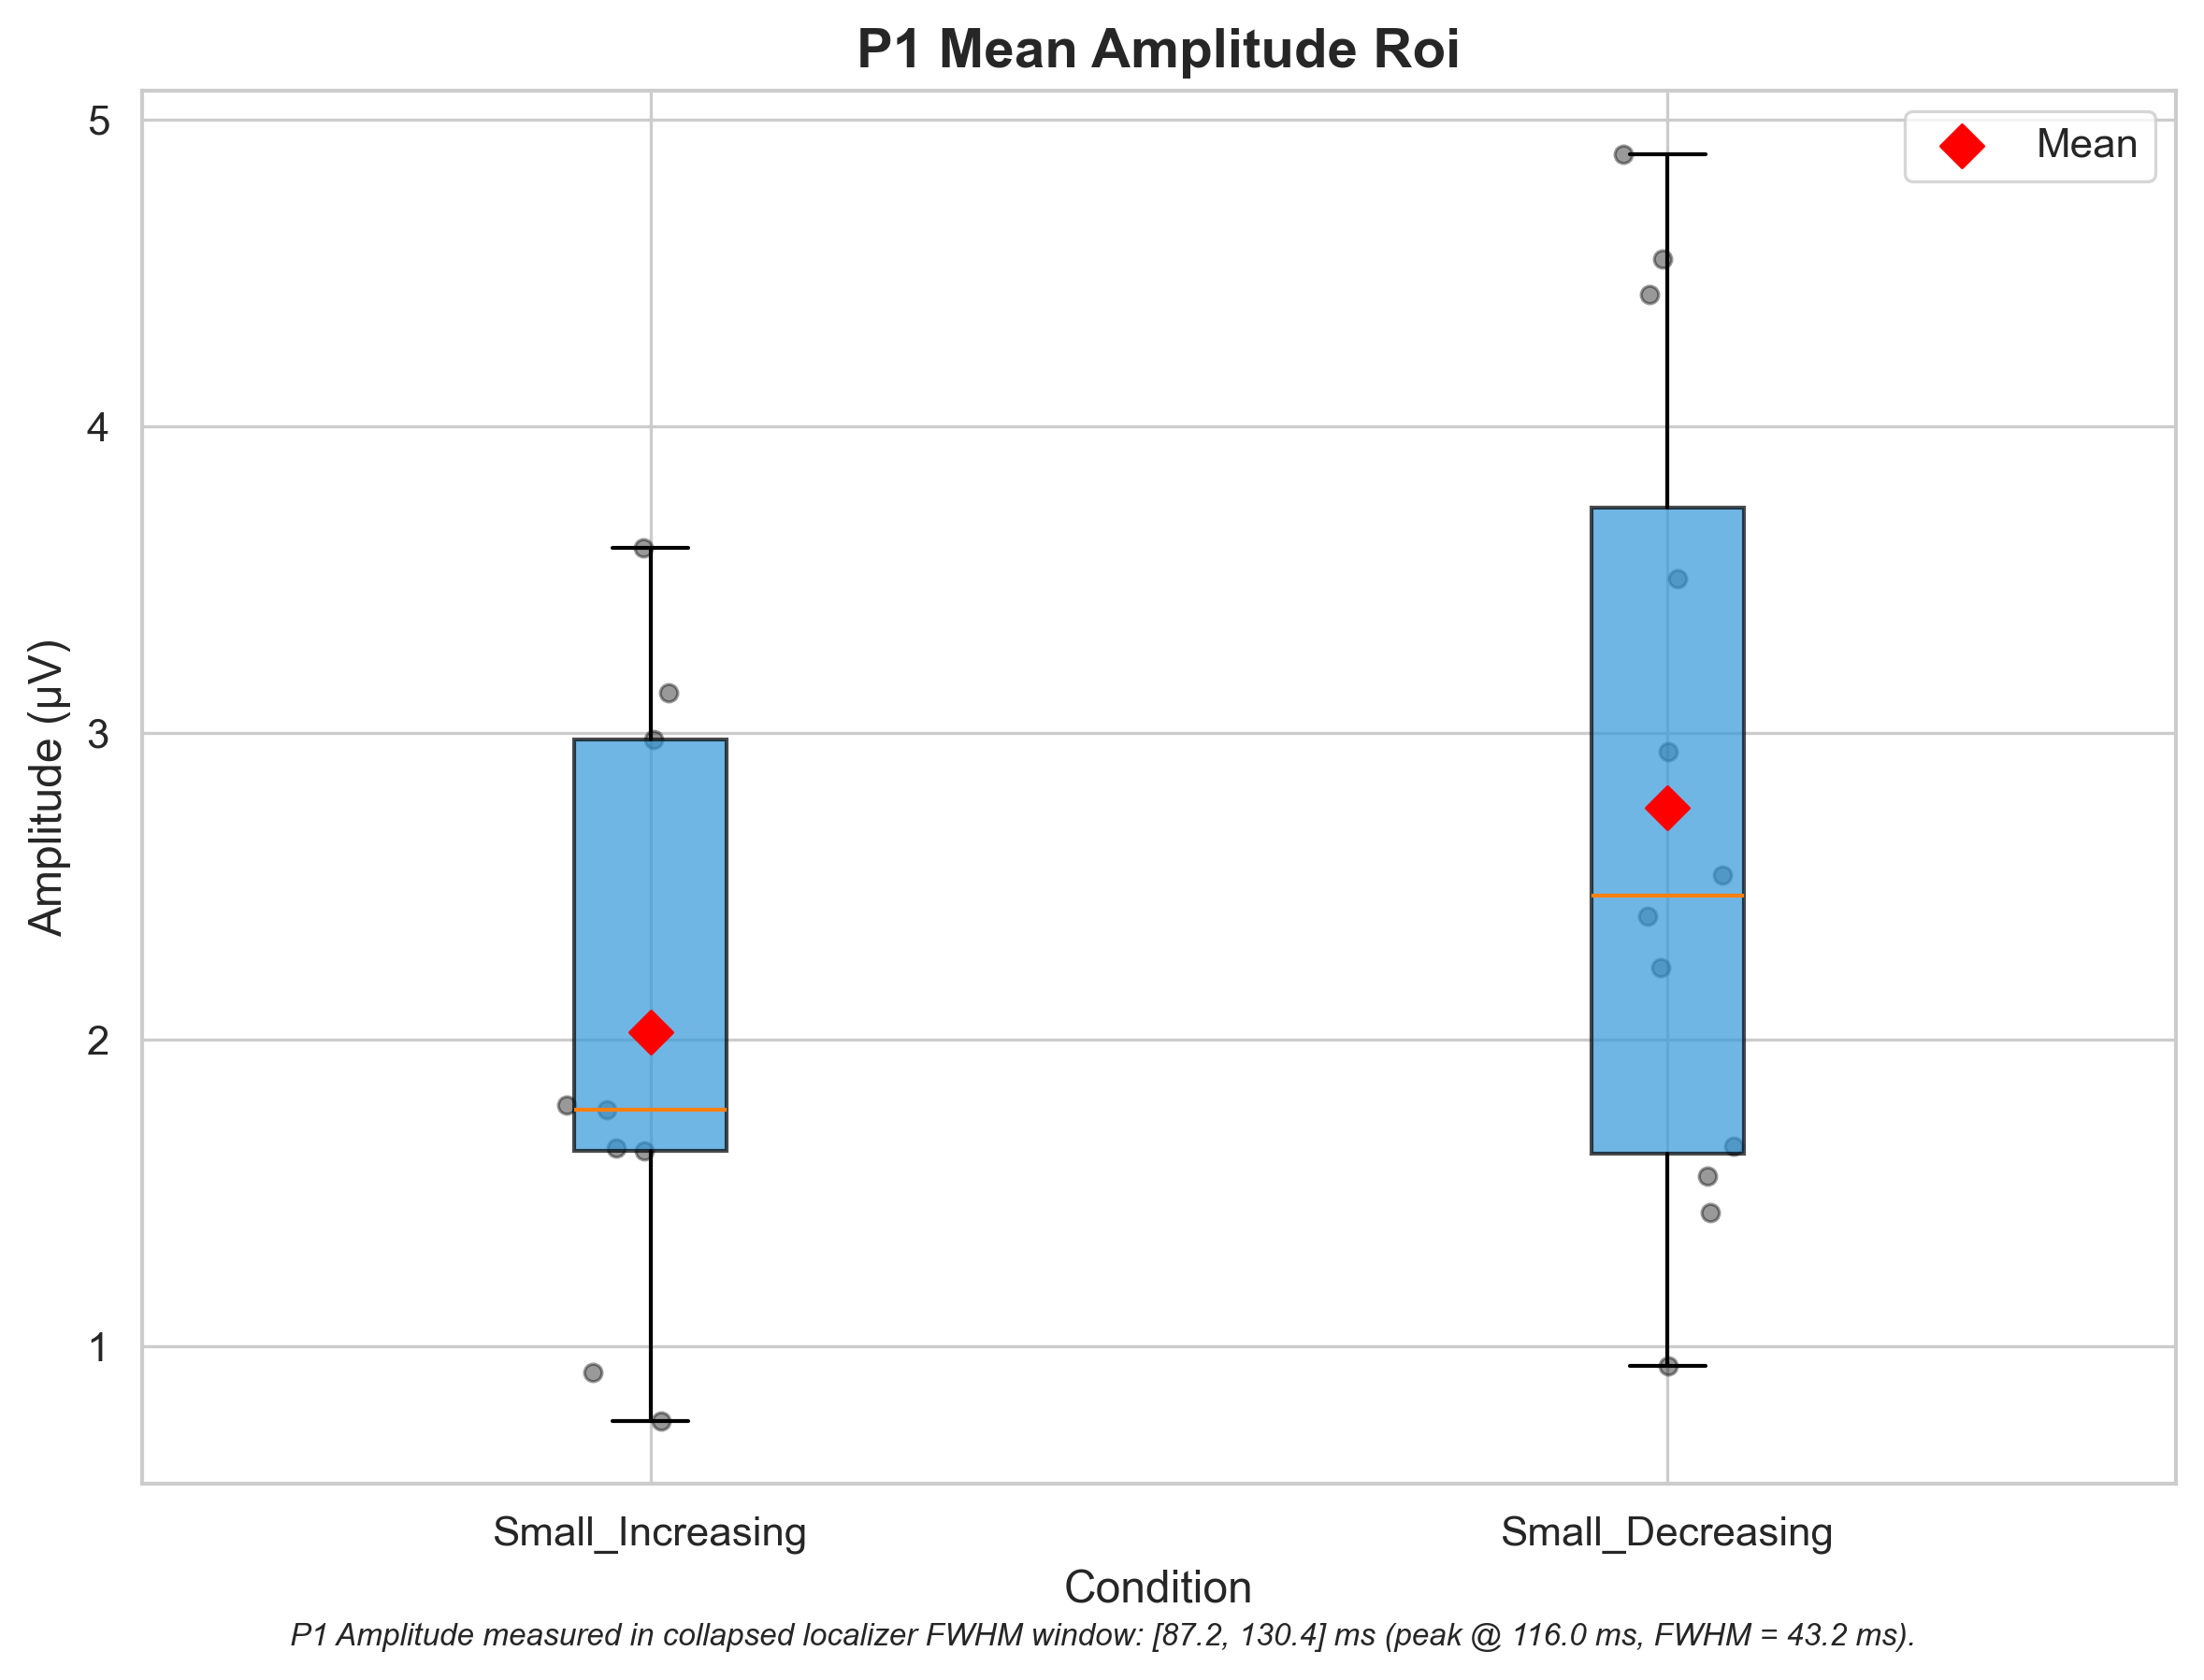 P1 Mean Amplitude Roi
Mean
5
4
3
2
1
Amplitude (µV)
Small_Increasing
Small_Decreasing
Condition
P1 Amplitude measured in collapsed localizer FWHM window: [87.2, 130.4] ms (peak @ 116.0 ms, FWHM = 43.2 ms).